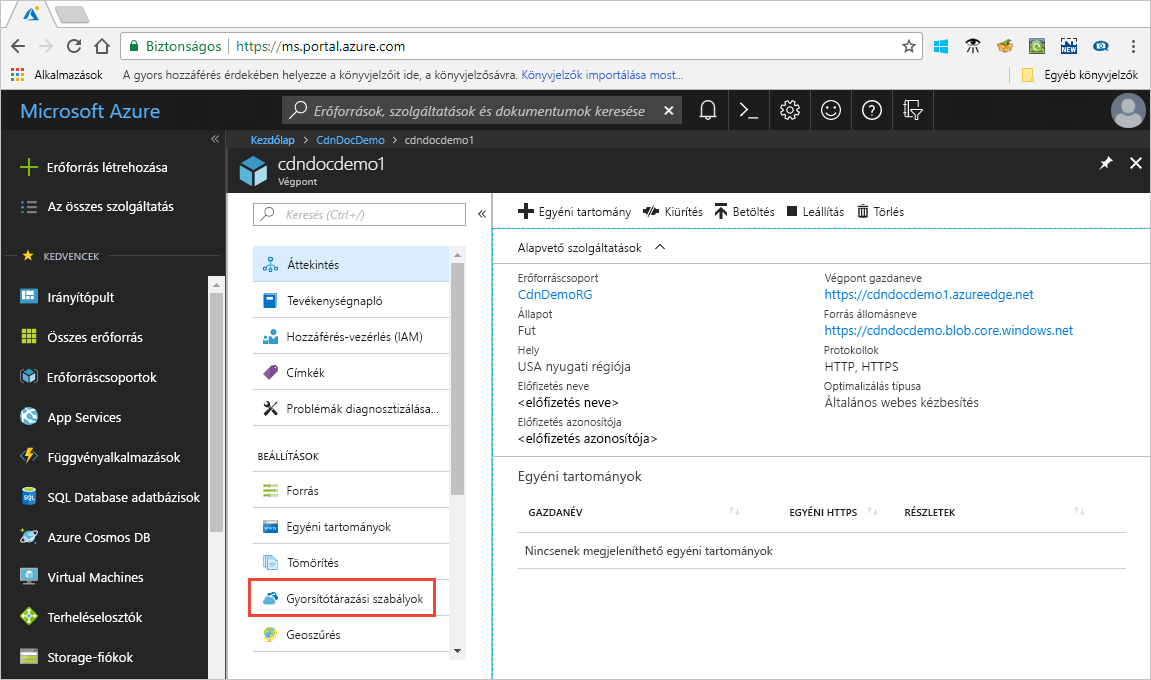 Biztonságos
https://ms.portal.azure.com
NEW
Alkalmazások
A gyors hozzáférés érdekében helyezze a könyvjelzőit ide, a könyvjelzősávra. Könyvjelzők importálása most...
Egyéb könyvjelzők
Microsoft Azure
Erőforrások, szolgáltatások és dokumentumok keresése
Erőforrás létrehozása
Az összes szolgáltatás
KEDVENCEK
Irányítópult
Összes erőforrás
Erőforráscsoportok
App Services
Függvényalkalmazások
SQL
SQL Database adatbázisok
Azure Cosmos DB
Virtual Machines
Terheléselosztók
Storage-fiókok
Kezdőlap > CdnDocDemo > cdndocdemo1
cdndocdemo1
Végpont
Keresés (Ctrl+/)
Áttekintés
Tevékenységnapló
Hozzáférés-vezérlés (IAM)
Címkék
Problémák diagnosztizálása...
BEÁLLÍTÁSOK
Forrás
www
Egyéni tartományok
Tömörítés
Gyorsítótárazási szabályok
Geoszűrés
Egyéni tartomány
Kiürítés
Betöltés
Leállítás
Törlés
Alapvető szolgáltatások
Erőforráscsoport
CdnDemoRG
Állapot
Fut
Hely
USA nyugati régiója
Előfizetés neve
<előfizetés neve>
Előfizetés azonosítója
<előfizetés azonosítója>
Végpont gazdaneve
https://cdndocdemo1.azureedge.net
Forrás állomásneve
https://cdndocdemo.blob.core.windows.net
Protokollok
HTTP, HTTPS
Optimalizálás típusa
Általános webes kézbesítés
Egyéni tartományok
GAZDANÉV
EGYÉNI HTTPS
RÉSZLETEK
Nincsenek megjeleníthető egyéni tartományok